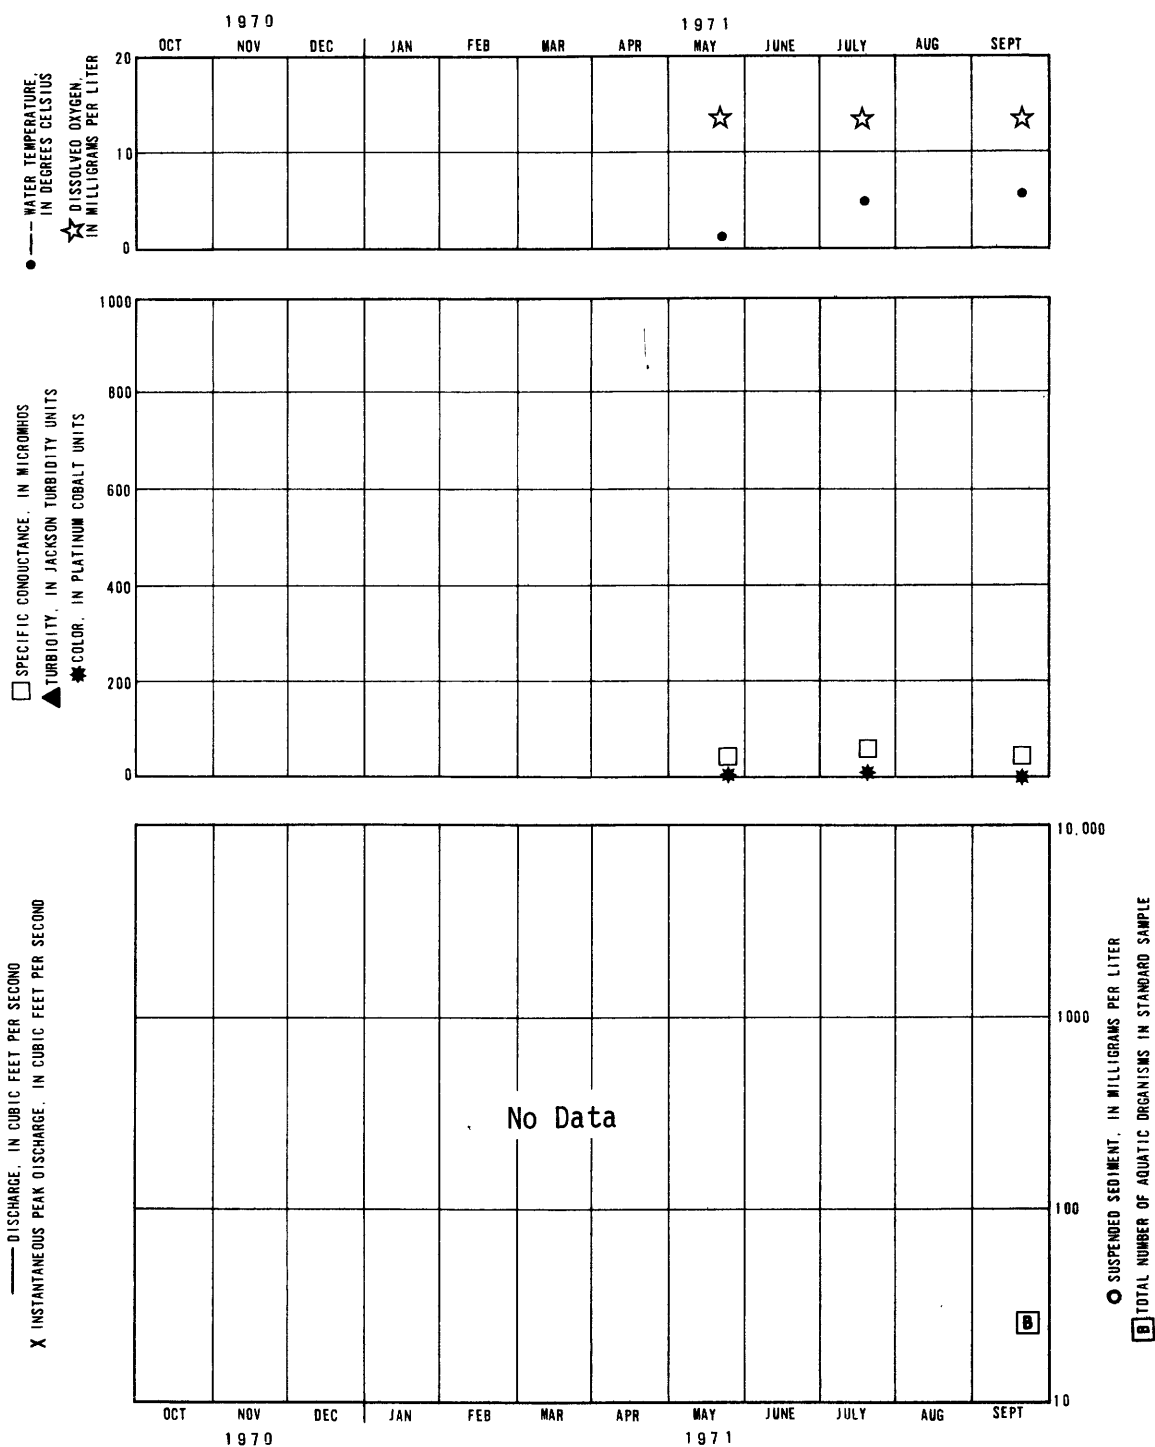 1970 1971
OCT NOV DEC JAN FEB MAR APR MAY JUNE JULY AUG SEPT
WATER TEMPERATURE,
IN DEGREES CELSIUS
DISSOLVED OXYGEN,
IN MILLIGRAMS PER LITER
20
10
0
SPECIFIC CONDUCTANCE, IN MICROMHOS
TURBIDITY, IN JACKSON TURBIDITY UNITS
COLOR, IN PLATINUM COBALT UNITS
1000
800
600
400
200
0
DISCHARGE, IN CUBIC FEET PER SECOND
X INSTANTANEOUS PEAK DISCHARGE, IN CUBIC FEET PER SECOND
No Data
B
10,000
1000
100
10
SUSPENDED SEDIMENT, IN MILLIGRAMS PER LITER
B TOTAL NUMBER OF AQUATIC ORGANISMS IN STANDARD SAMPLE
OCT NOV DEC JAN FEB MAR APR MAY JUNE JULY AUG SEPT
1970 1971